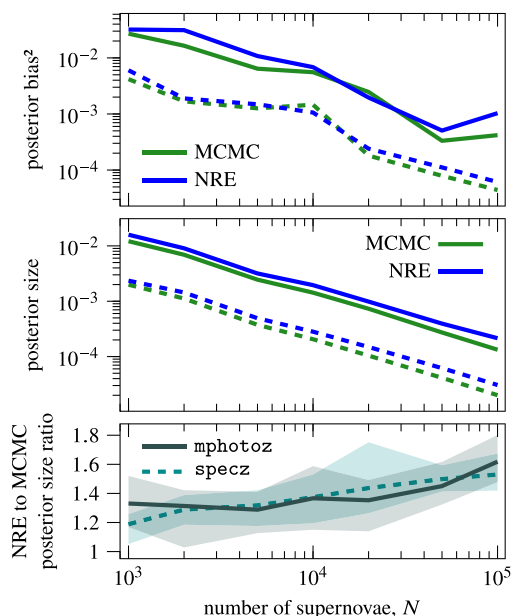 posterior bias²
10⁻²
10⁻³
10⁻⁴
MCMC
NRE
posterior size
10⁻²
10⁻³
10⁻⁴
MCMC
NRE
NRE to MCMC
posterior size ratio
1.8
1.6
1.4
1.2
1
mphotoz
specz
10³
10⁴
10⁵
number of supernovae, N